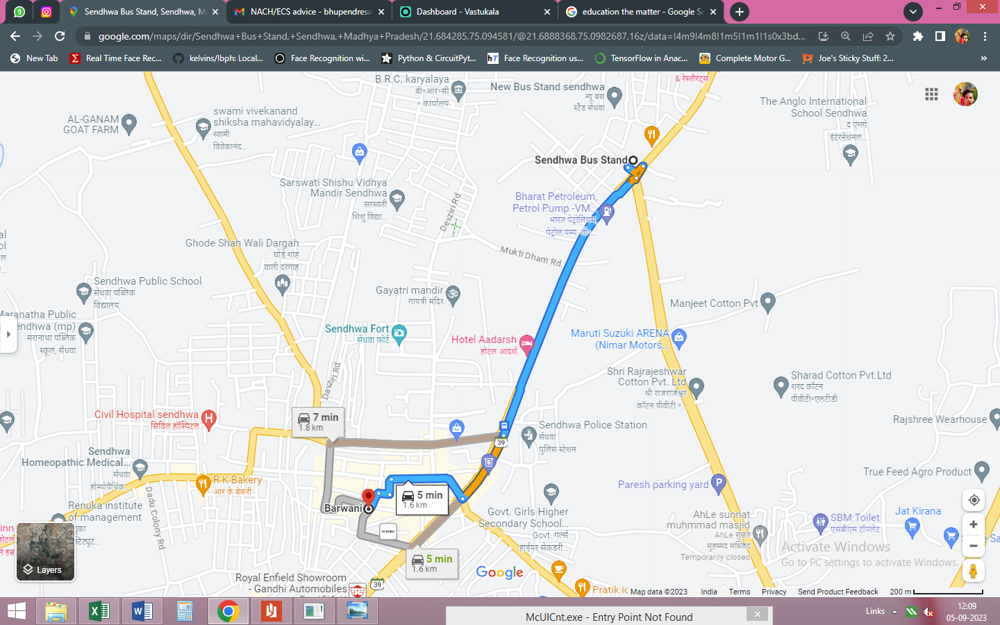 9
Sendhwa Bus Stand, Sendhwa, M
NACH/ECS advice - bhupendresa
Dashboard - Vastukala
education the matter - Google Se
google.com/maps/dir/Sendhwa+Bus+Stand,+Sendhwa,+Madhya+Pradesh/21.684285,75.094581/@21.6888368,75.0982687,16z/data=!4m9!4m8!1m5!1m1!1s0x3bd...
New Tab
Real Time Face Rec...
kelvins/lbph: Local...
Face Recognition wi...
Python & CircuitPyt...
hT
Face Recognition us...
TensorFlow in Anac...
Complete Motor G...
Joe's Sticky Stuff: 2...
»
B.R.C. karyalaya
बी॰आर॰सी
॰ कार्यालय
New Bus Stand sendhwa
न्यू बस
स्टैंड सेंधवा
& रेस्तौरंट्स
The Anglo International
School Sendhwa
द एंग्लो
इंटरनेशनल...
AL-GANAM
GOAT FARM
swami vivekanand
shiksha mahavidyalay...
स्वामी
विवेकानंद...
Sendhwa Bus Stand
Sarswati Shishu Vidhya
Mandir Sendhwa
सरस्वती
शिशु विद्या...
Devziri Rd
Bharat Petroleum,
Petrol Pump -VM...
भारत पेट्रोलियम,
पेट्रोल पम्प -वी॰...
Mukti Dham Rd
Ghode Shah Wali Dargah
घोड़े शाह
वाली दरगाह
Sendhwa Public School
सेंधवा पब्लिक
विद्यालय
Gayatri mandir
गायत्री मंदिर
Manjeet Cotton Pvt
Maranatha Public
endhwa (mp)
मारानाथा पब्लिक
स्कूल, सेंधवा
Sendhwa Fort
सेंधवा फोर्ट
Hotel Aadarsh
होटल आदर्श
Maruti Suzuki ARENA
(Nimar Motors...
Shri Rajrajeshwar
Cotton Pvt. Ltd
श्री राजराजेश्वर
कॉटन पीवीटी ॰...
Sharad Cotton Pvt.Ltd
शरद कॉटन
पीवीटी॰एलटीडी
Davziri Rd
Civil Hospital sendhwa
सिविल हॉस्पिटल
7 min
1.8 km
39
Sendhwa Police Station
सेंधवा
पुलिस स्टेशन
Rajshree Wearhouse
Sendhwa
Homeopathic Medical...
सेंधवा
होम्योपैथिक...
R K Bakery
आर के बेकरी
Dadu Colony Rd
Barwani
5 min
1.6 km
Paresh parking yard
True Feed Agro Product
Renuka institute
of management
Govt. Girls Higher
Secondary School...
Govt. गर्ल्स
हाईयर सेकंडरी...
AhLe sunnat
muhmmad masjid
AhLe सुन्नत
मुहम्मद मस्जिद
Temporarily closed
SBM Toilet
एसबीएम टॉयलेट
Jat Kirana
5 min
1.6 km
Layers
Royal Enfield Showroom
- Gandhi Automobiles
39
Google
Pratik ic
Activate Windows
Go to PC settings to activate Windows.
Map data ©2023
India
Terms
Privacy
Send Product Feedback
200 m
McUICnt.exe - Entry Point Not Found
Links
12:09
05-09-2023